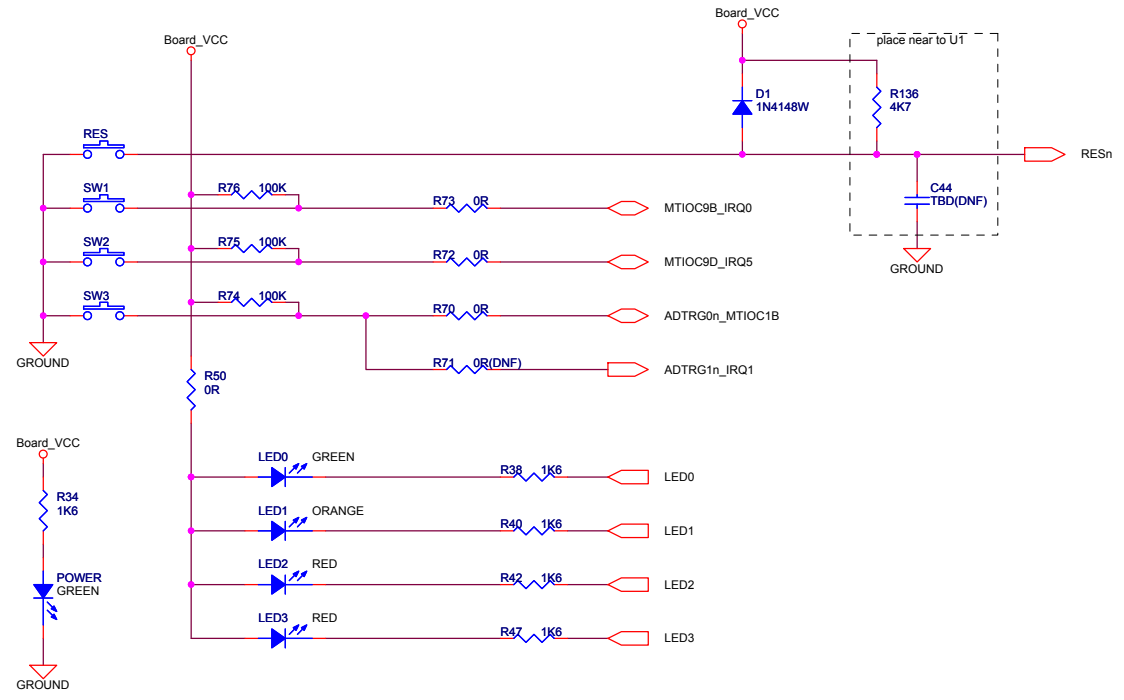 Board_VCC
place near to U1
Board_VCC
D1
1N4148W
R136
4K7
RES
RESn
SW1
R76 100K
R73 0R
MTIOC9B_IRQ0
C44
TBD(DNF)
GROUND
SW2
R75 100K
R72 0R
MTIOC9D_IRQ5
SW3
R74 100K
R70 0R
ADTRG0n_MTIOC1B
GROUND
R71 0R(DNF)
ADTRG1n_IRQ1
R50
0R
Board_VCC
R34
1K6
POWER
GREEN
GROUND
LED0 GREEN
R38 1K6
LED0
LED1 ORANGE
R40 1K6
LED1
LED2 RED
R42 1K6
LED2
LED3 RED
R47 1K6
LED3